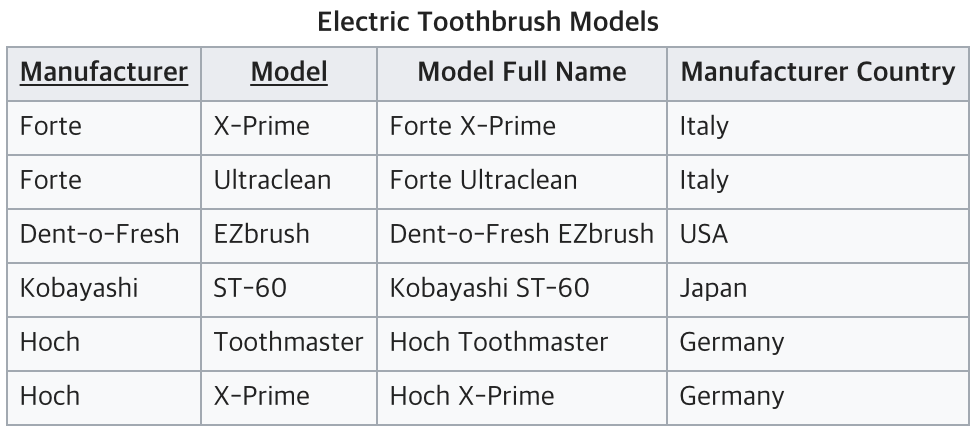 Electric Toothbrush Models
Manufacturer Model Model Full Name Manufacturer Country
Forte X-Prime Forte X-Prime Italy
Forte Ultraclean Forte Ultraclean Italy
Dent-o-Fresh EZbrush Dent-o-Fresh EZbrush USA
Kobayashi ST-60 Kobayashi ST-60 Japan
Hoch Toothmaster Hoch Toothmaster Germany
Hoch X-Prime Hoch X-Prime Germany